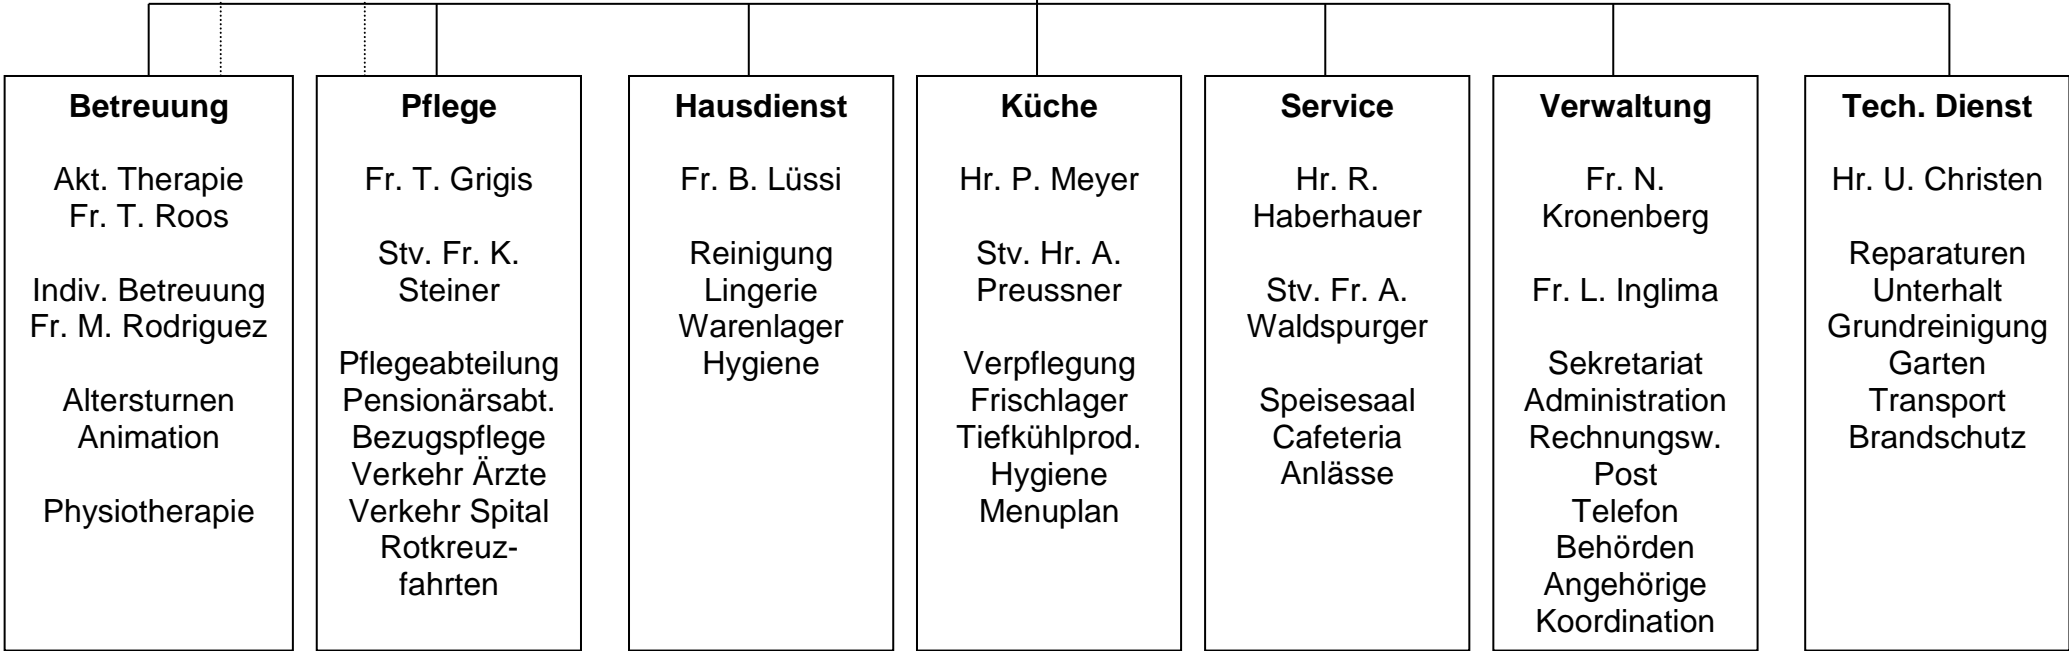 Betreuung
Akt. Therapie
Fr. T. Roos
Indiv. Betreuung
Fr. M. Rodriguez
Altersturnen
Animation
Physiotherapie
Pflege
Fr. T. Grigis
Stv. Fr. K.
Steiner
Pflegeabteilung
Pensionärsabt.
Bezugspflege
Verkehr Ärzte
Verkehr Spital
Rotkreuz-
fahrten
Hausdienst
Fr. B. Lüssi
Reinigung
Lingerie
Warenlager
Hygiene
Küche
Hr. P. Meyer
Stv. Hr. A.
Preussner
Verpflegung
Frischlager
Tiefkühlprod.
Hygiene
Menuplan
Service
Hr. R.
Haberhauer
Stv. Fr. A.
Waldspurger
Speisesaal
Cafeteria
Anlässe
Verwaltung
Fr. N.
Kronenberg
Fr. L. Inglima
Sekretariat
Administration
Rechnungsw.
Post
Telefon
Behörden
Angehörige
Koordination
Tech. Dienst
Hr. U. Christen
Reparaturen
Unterhalt
Grundreinigung
Garten
Transport
Brandschutz